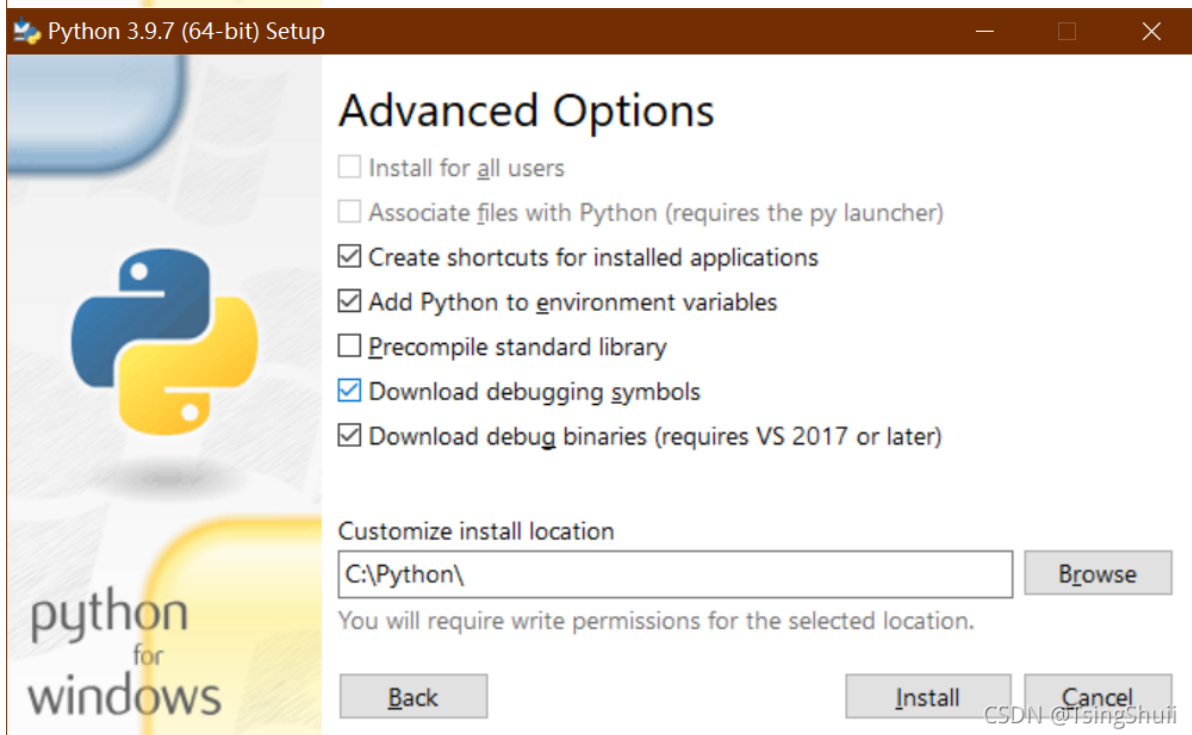 Python 3.9.7 (64-bit) Setup
Advanced Options
Install for all users
Associate files with Python (requires the py launcher)
Create shortcuts for installed applications
Add Python to environment variables
Precompile standard library
Download debugging symbols
Download debug binaries (requires VS 2017 or later)
Customize install location
C:\Python\
Browse
You will require write permissions for the selected location.
python
for
windows
Back
Install
Cancel
CSDN @TsingShuii